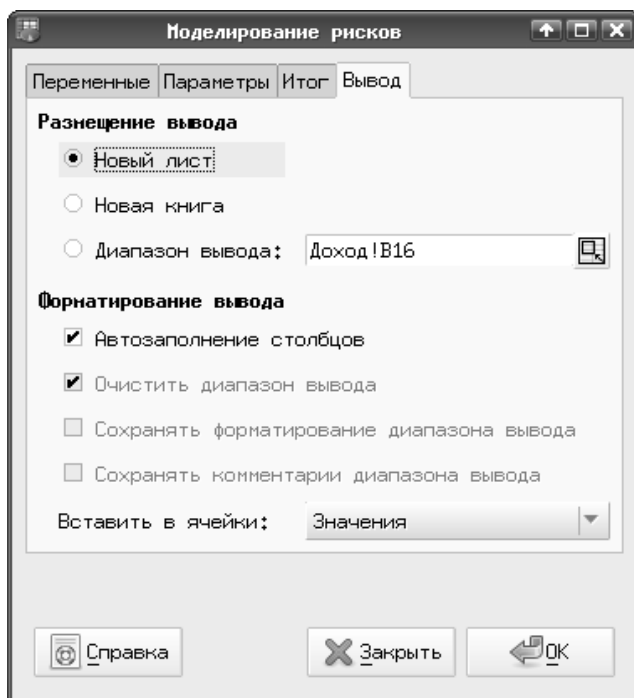 Моделирование рисков
Переменные Параметры Итог Вывод
Размещение вывода
Новый лист
Новая книга
Диапазон вывода: Доход!B16
Форматирование вывода
Автозаполнение столбцов
Очистить диапазон вывода
Сохранять форматирование диапазона вывода
Сохранять комментарии диапазона вывода
Вставить в ячейки: Значения
Справка Закрыть OK